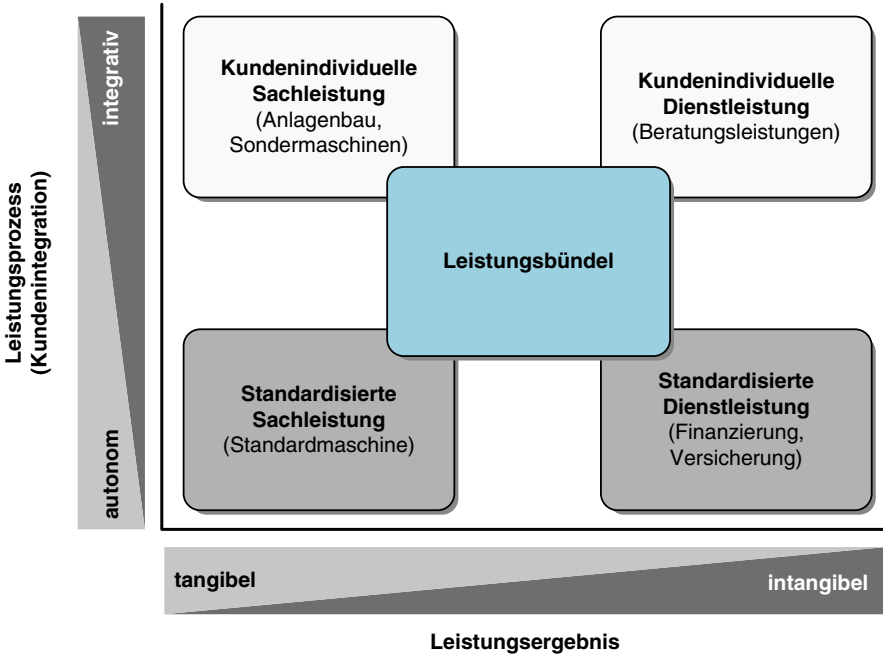 Leistungsprozess
(Kundenintegration)
integrativ
autonom
Kundenindividuelle
Sachleistung
(Anlagenbau,
Sondermaschinen)
Kundenindividuelle
Dienstleistung
(Beratungsleistungen)
Leistungsbündel
Standardisierte
Sachleistung
(Standardmaschine)
Standardisierte
Dienstleistung
(Finanzierung,
Versicherung)
tangibel
intangibel
Leistungsergebnis